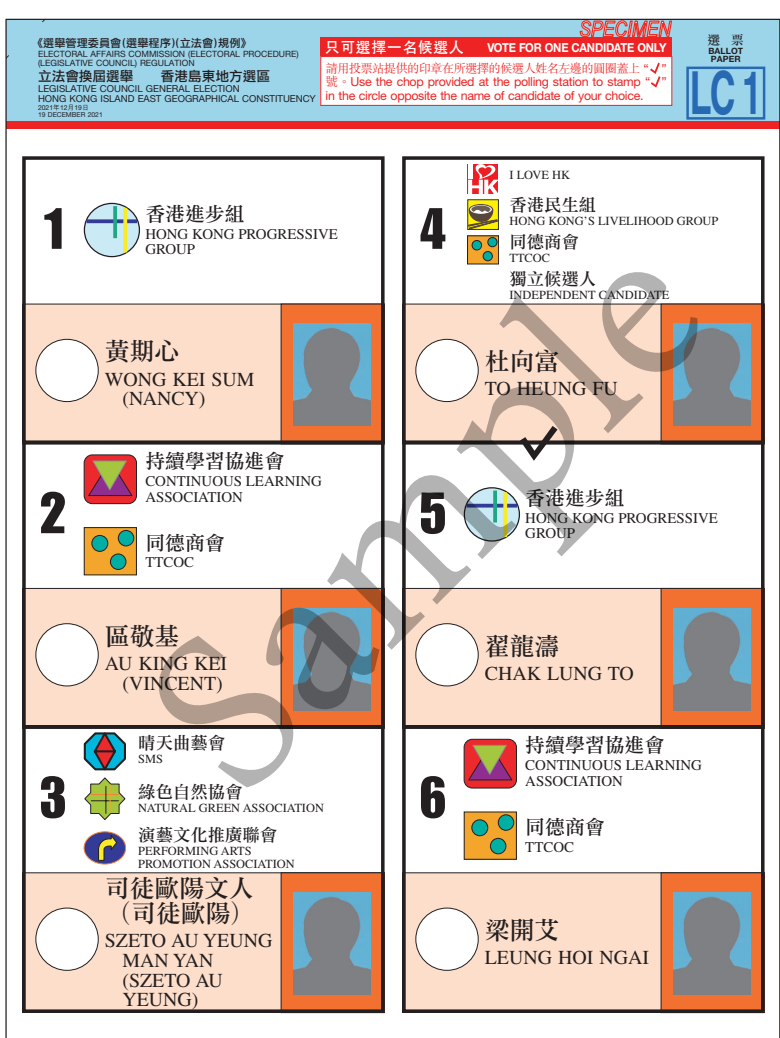 《選舉管理委員會(選舉程序)(立法會)規例》
ELECTORAL AFFAIRS COMMISSION (ELECTORAL PROCEDURE)
(LEGISLATIVE COUNCIL) REGULATION
立法會換屆選舉 香港島東地方選區
LEGISLATIVE COUNCIL GENERAL ELECTION
HONG KONG ISLAND EAST GEOGRAPHICAL CONSTITUENCY
2021年12月19日
19 DECEMBER 2021
SPECIMEN
只可選擇一名候選人 VOTE FOR ONE CANDIDATE ONLY
請用投票站提供的印章在所選擇的候選人姓名左邊的圓圈蓋上 “✓”
號。Use the chop provided at the polling station to stamp “✓”
in the circle opposite the name of candidate of your choice.
選票
BALLOT
PAPER
LC1
1
香港進步組
HONG KONG PROGRESSIVE
GROUP
黃期心
WONG KEI SUM
(NANCY)
2
持續學習協進會
CONTINUOUS LEARNING
ASSOCIATION
同德商會
TTCOC
區敬基
AU KING KEI
(VINCENT)
3
晴天曲藝會
SMS
綠色自然協會
NATURAL GREEN ASSOCIATION
演藝文化推廣聯會
PERFORMING ARTS
PROMOTION ASSOCIATION
司徒歐陽文人
(司徒歐陽)
SZETO AU YEUNG
MAN YAN
(SZETO AU
YEUNG)
4
HK
I LOVE HK
香港民生組
HONG KONG'S LIVELIHOOD GROUP
同德商會
TTCOC
獨立候選人
INDEPENDENT CANDIDATE
杜向富
TO HEUNG FU
✓
5
香港進步組
HONG KONG PROGRESSIVE
GROUP
翟龍濤
CHAK LUNG TO
6
持續學習協進會
CONTINUOUS LEARNING
ASSOCIATION
同德商會
TTCOC
梁開艾
LEUNG HOI NGAI
Sample